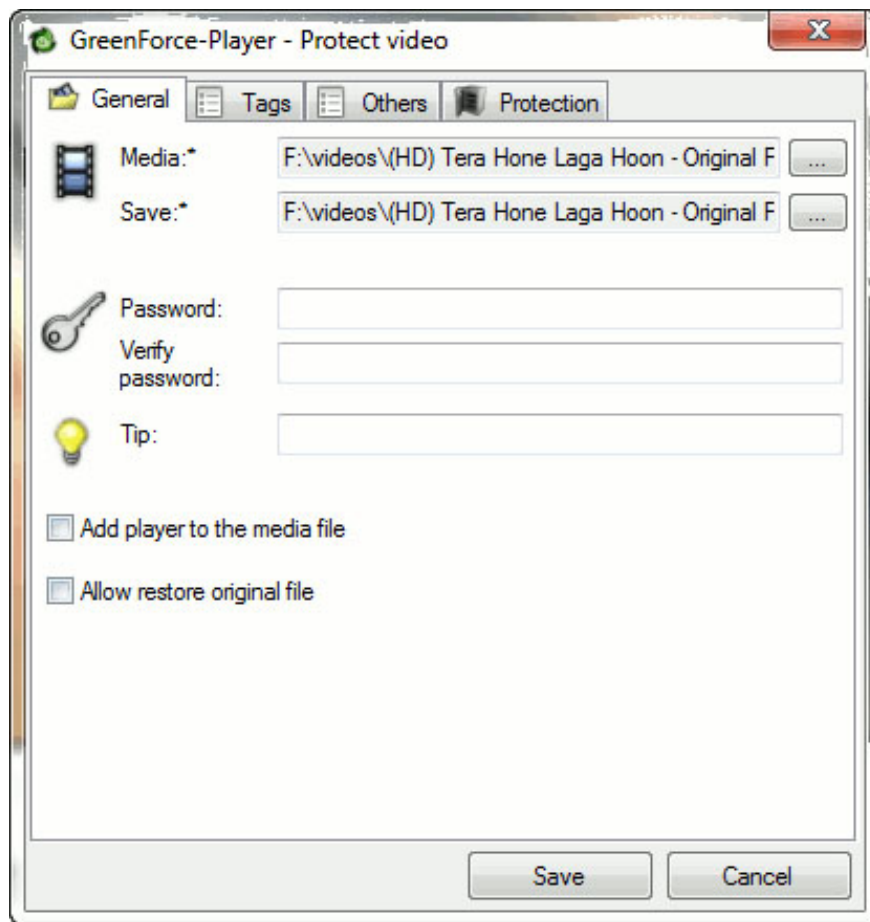 GreenForce-Player - Protect video
General Tags Others Protection
Media:* F:\videos\(HD) Tera Hone Laga Hoon - Original F ...
Save:* F:\videos\(HD) Tera Hone Laga Hoon - Original F ...
Password:
Verify
password:
Tip:
Add player to the media file
Allow restore original file
Save Cancel